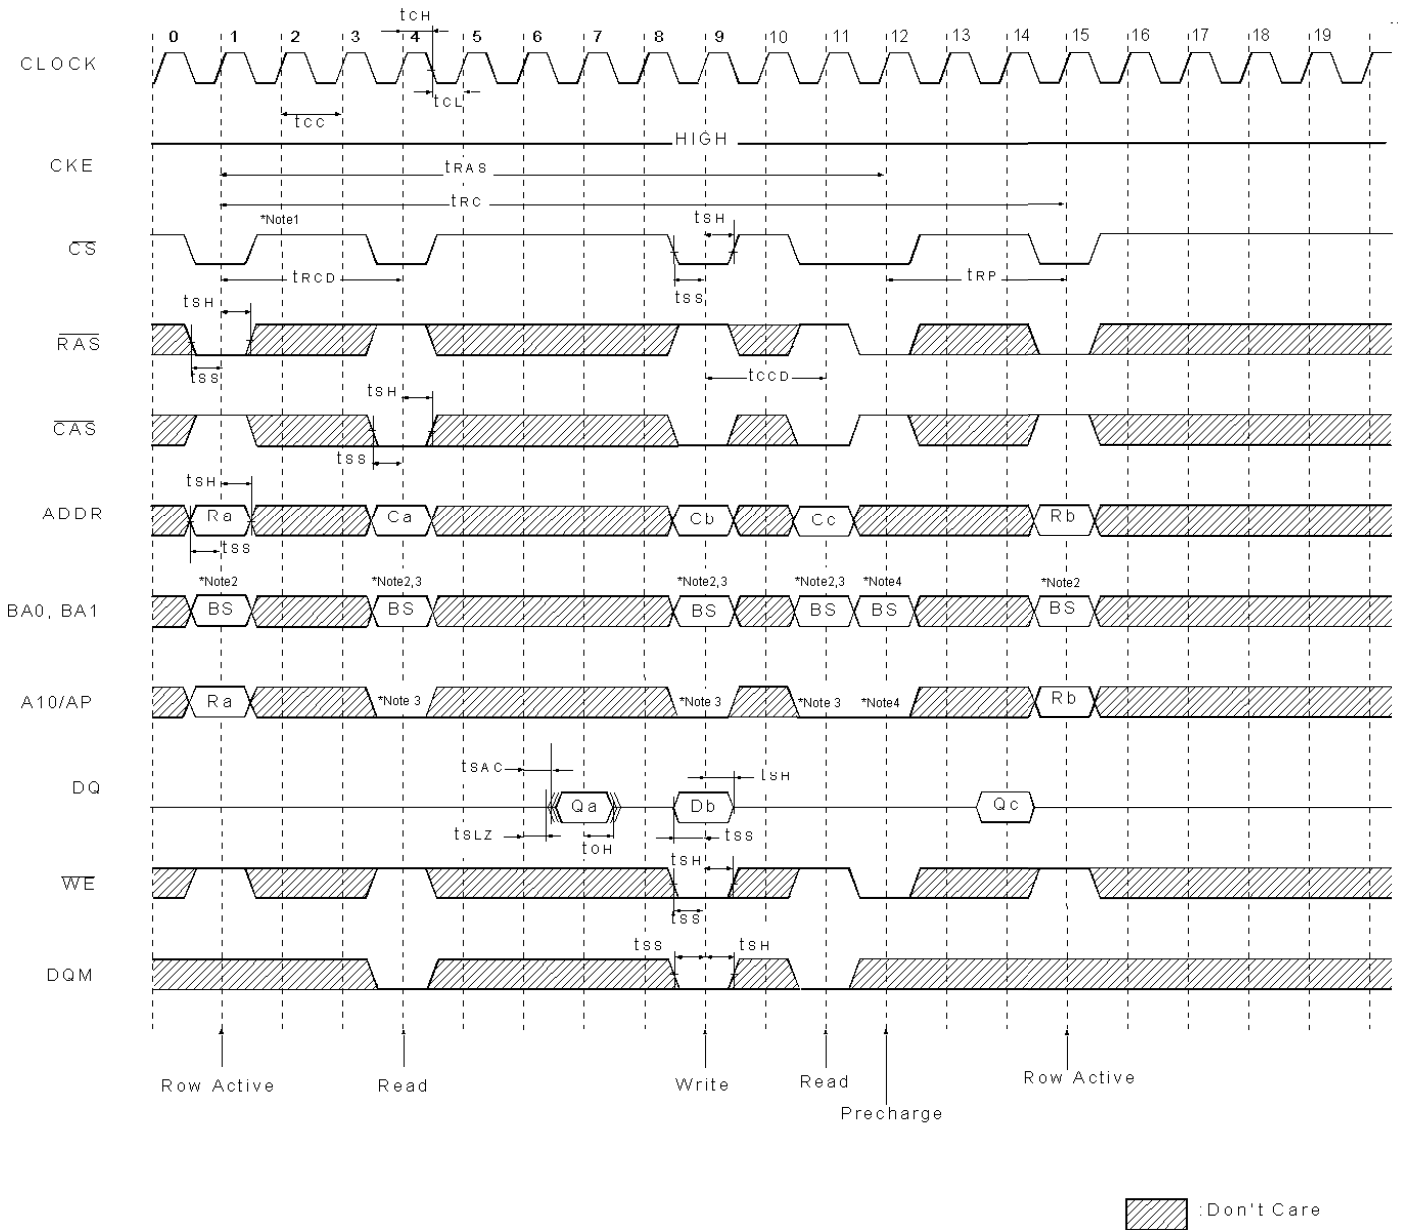 tCH
0 1 2 3 4 5 6 7 8 9 10 11 12 13 14 15 16 17 18 19
CLOCK
tCL
tCC
HIGH
CKE
tRAS
tRC
*Note1
tSH
CS
tRCD
tRP
tSH
tSS
RAS
tSS
tCCD
tSH
CAS
tSS
tSH
ADDR
Ra Ca Cb Cc Rb
tSS
*Note2 *Note2,3 *Note2,3 *Note2,3 *Note4 *Note2
BA0, BA1
BS BS BS BS BS BS
A10/AP
Ra *Note 3 *Note 3 *Note 3 *Note4 Rb
tSAC
tSH
DQ
Qa Db Qc
tSLZ
tOH
tSS
tSH
WE
tSS
tSS tSH
DQM
Row Active Read Write Read Row Active
Precharge
:Don't Care